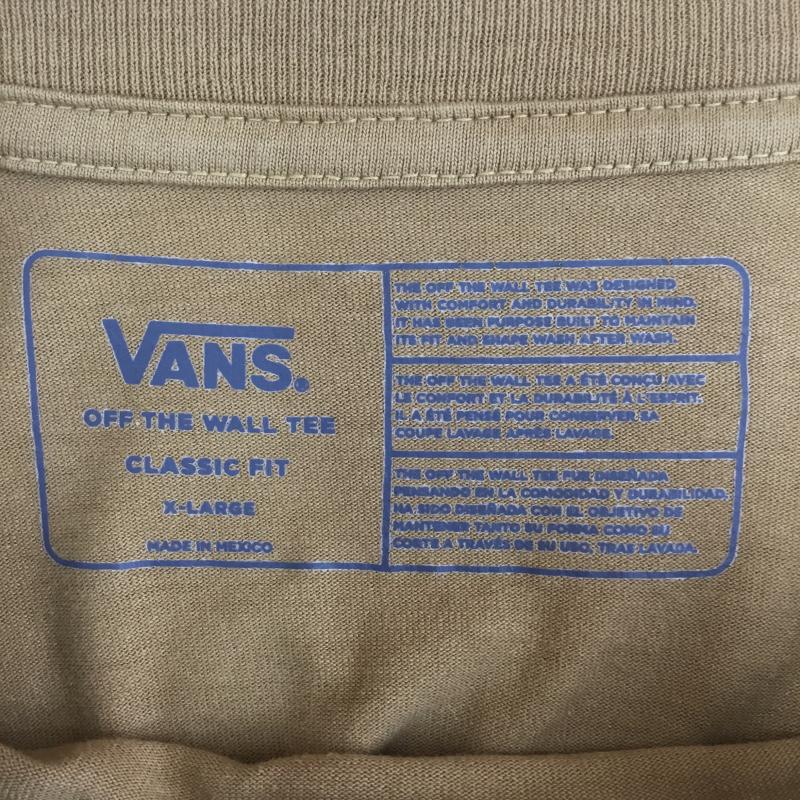 VANS®
OFF THE WALL TEE
CLASSIC FIT
X-LARGE
MADE IN MEXICO
THE OFF THE WALL TEE WAS DESIGNED
WITH COMFORT AND DURABILITY IN MIND.
IT HAS BEEN PURPOSE BUILT TO MAINTAIN
ITS FIT AND SHAPE WASH AFTER WASH.
THE OFF THE WALL TEE A ÉTÉ CONÇU AVEC
LE CONFORT ET LA DURABILITÉ À L'ESPRIT.
IL A ÉTÉ PENSÉ POUR CONSERVER SA
COUPE LAVAGE APRÈS LAVAGE.
THE OFF THE WALL TEE FUE DISEÑADA
PENSANDO EN LA COMODIDAD Y DURABILIDAD.
HA SIDO DISEÑADA CON EL OBJETIVO DE
MANTENER TANTO SU FORMA COMO SU
CORTE A TRAVÉS DE SU USO, TRAS LAVADA.